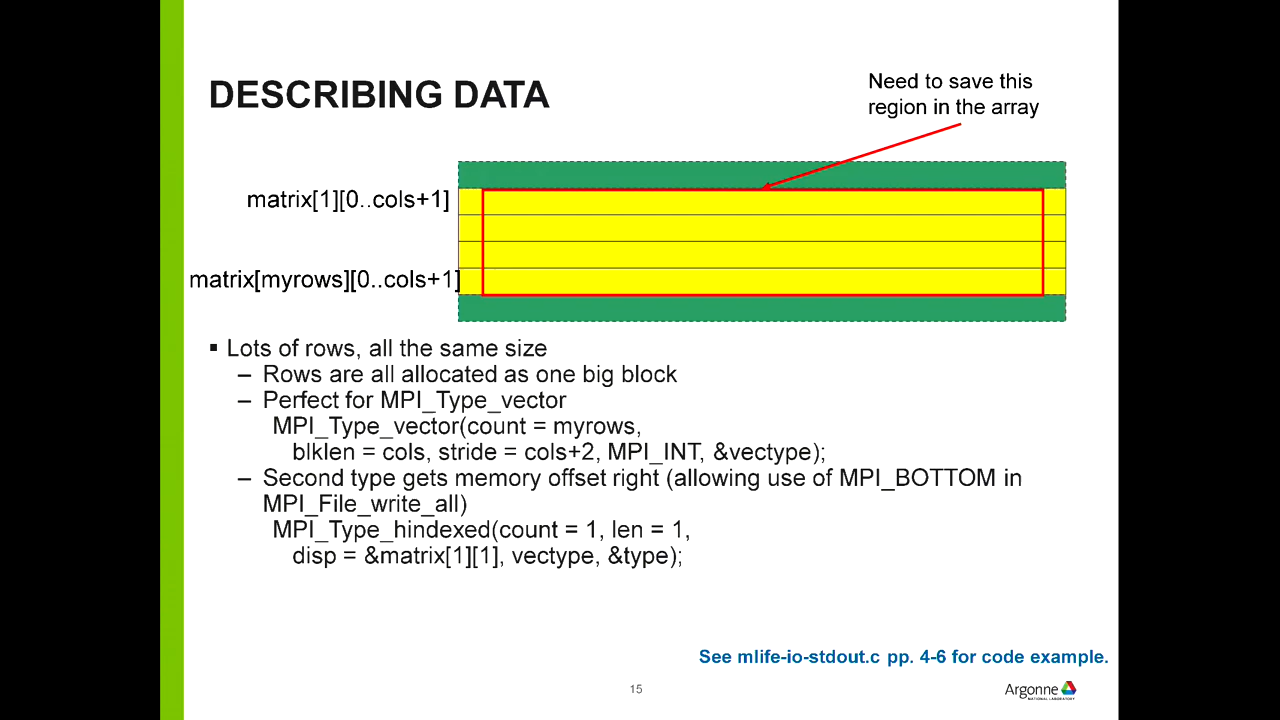 DESCRIBING DATA
Need to save this
region in the array
matrix[1][0..cols+1]
matrix[myrows][0..cols+1]
▪ Lots of rows, all the same size
– Rows are all allocated as one big block
– Perfect for MPI_Type_vector
MPI_Type_vector(count = myrows,
blklen = cols, stride = cols+2, MPI_INT, &vectype);
– Second type gets memory offset right (allowing use of MPI_BOTTOM in
MPI_File_write_all)
MPI_Type_hindexed(count = 1, len = 1,
disp = &matrix[1][1], vectype, &type);
See mlife-io-stdout.c pp. 4-6 for code example.
15
Argonne
NATIONAL LABORATORY